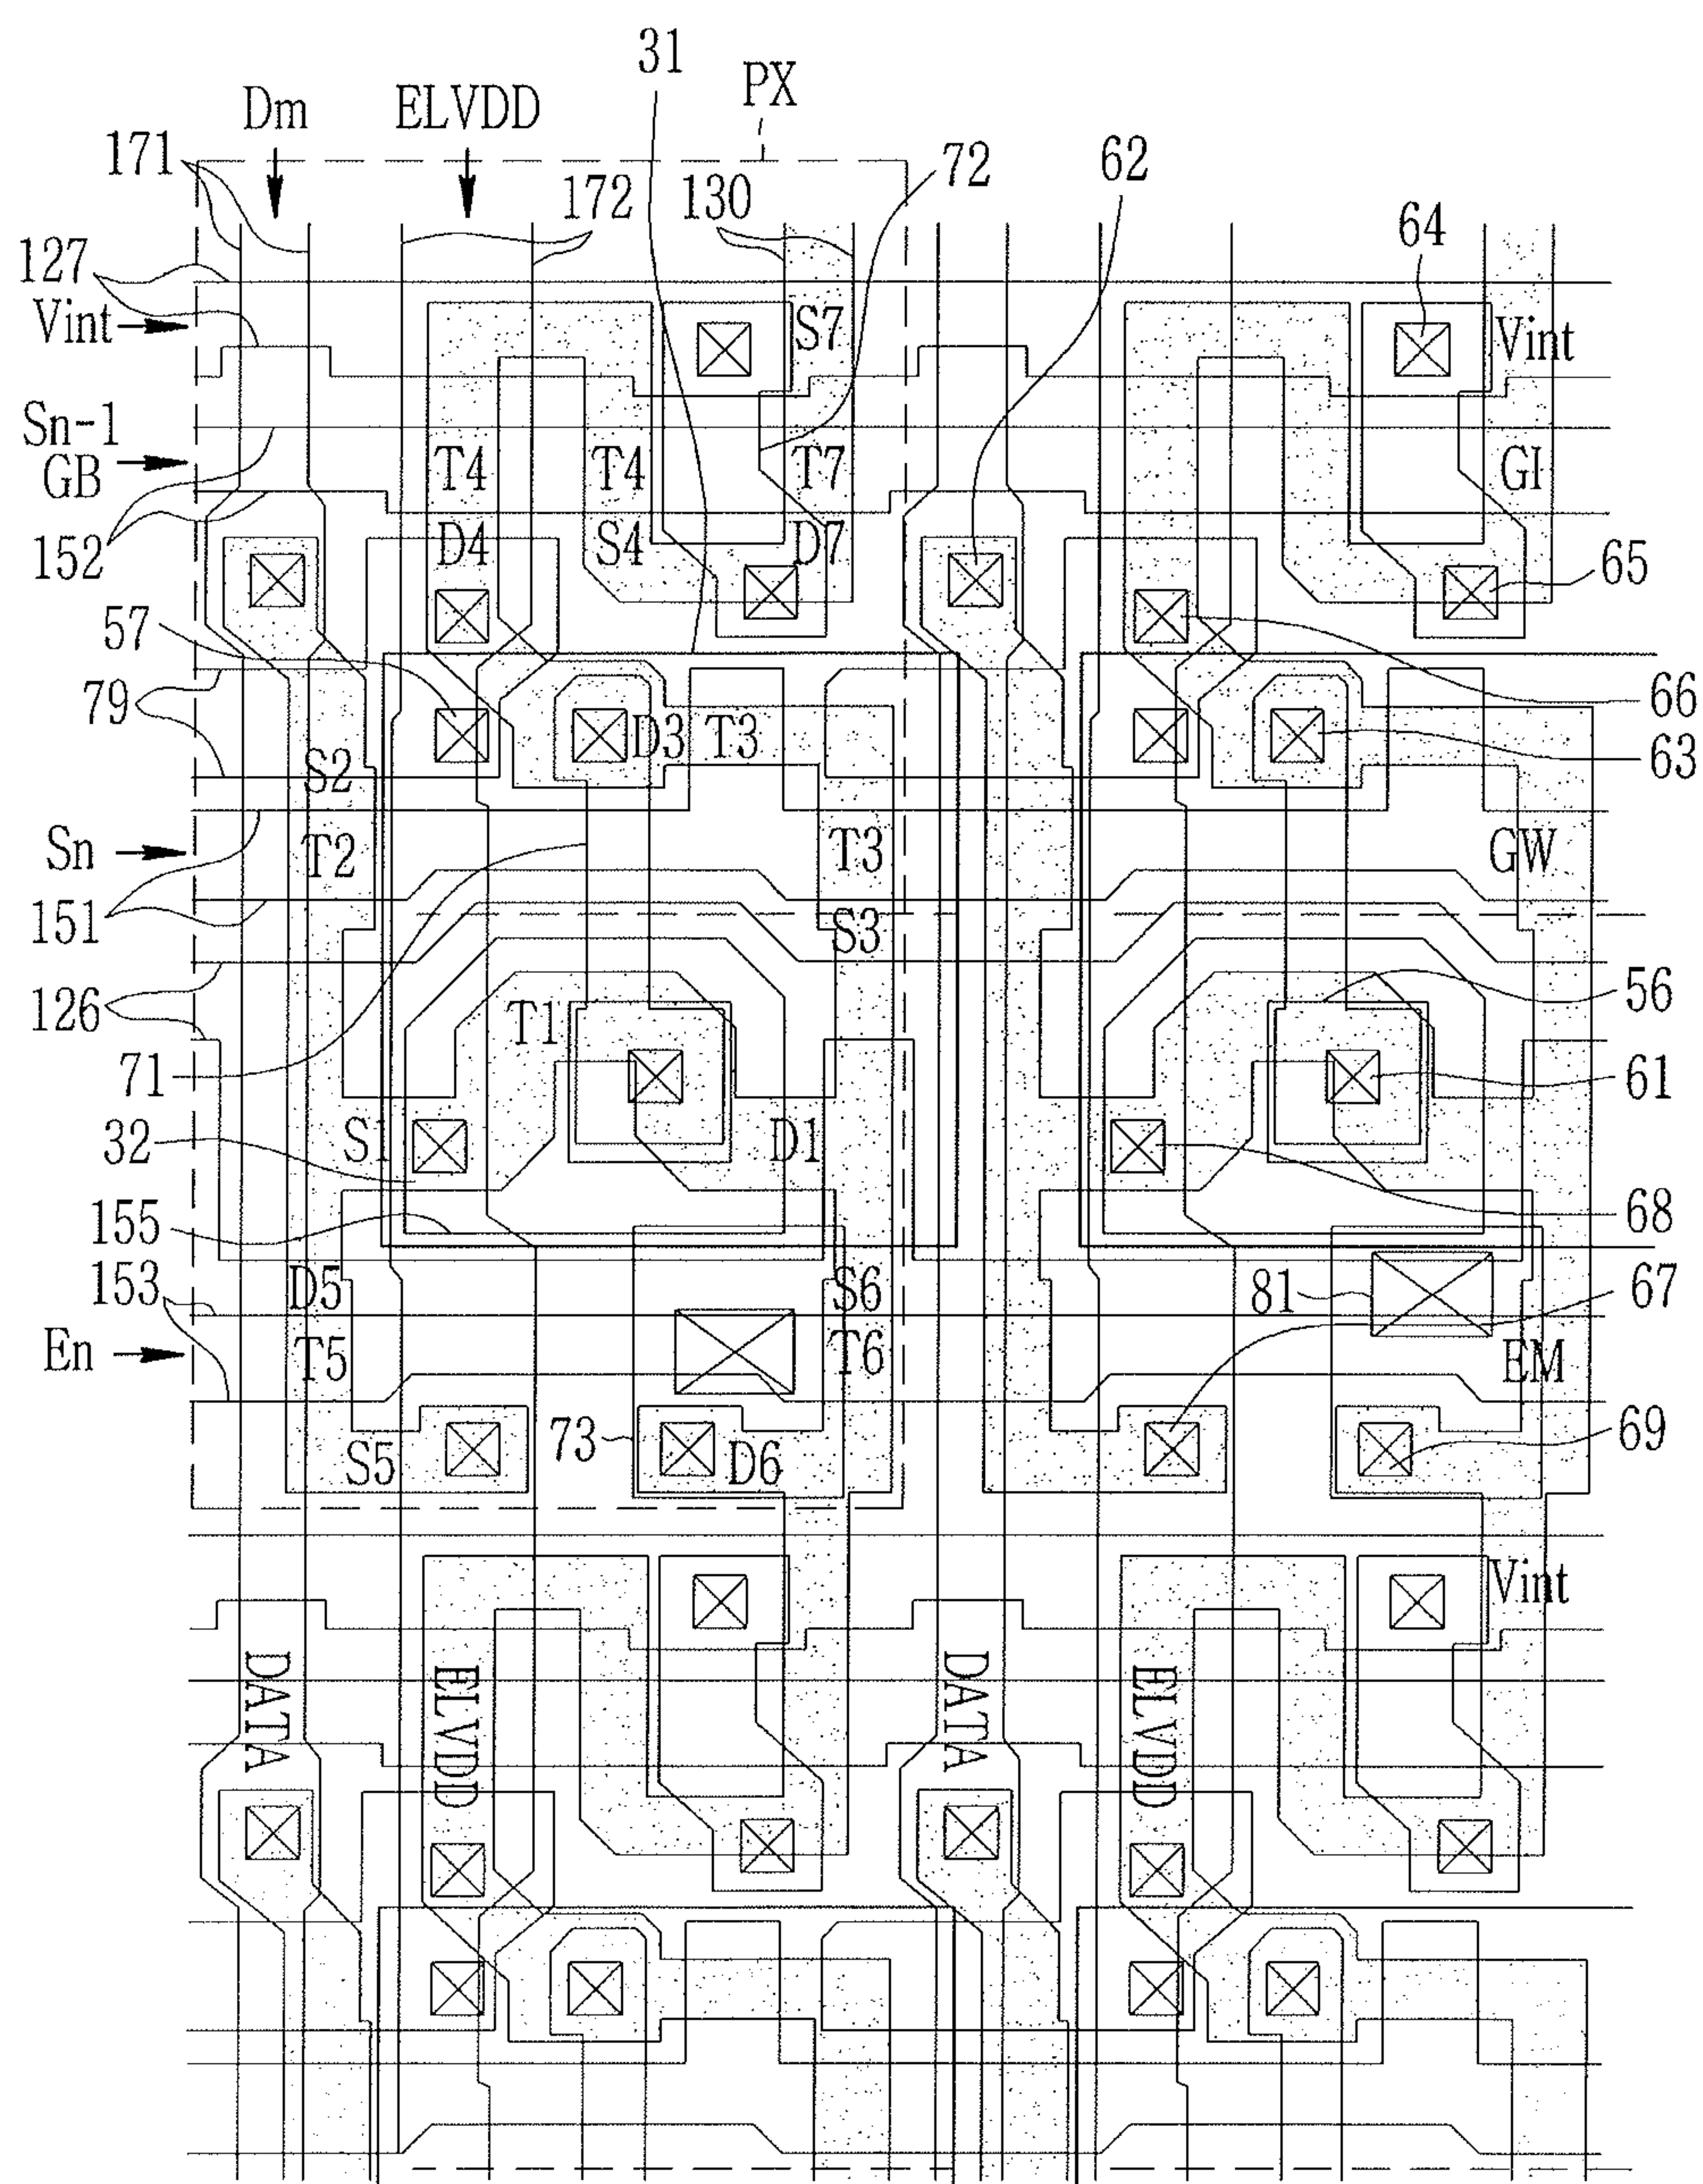 31
PX
Dm
ELVDD
171
62
72
172
130
64
127
Vint
S7
Vint
Sn-1
GB
T4
T4
T7
GI
152
D4
S4
D7
65
57
79
66
D3
T3
63
S2
Sn
T2
T3
GW
151
S3
126
56
T1
71
61
32
S1
D1
155
68
153
D5
S6
81
67
En
T5
T6
EM
S5
73
D6
69
Vint
DATA
ELVDD
DATA
ELVDD